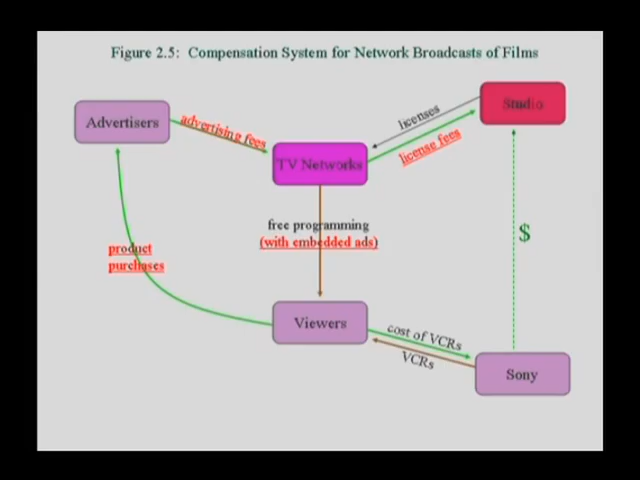 Figure 2.5: Compensation System for Network Broadcasts of Films
Studio
licenses
Advertisers
advertising fees
license fees
TV Networks
free programming
(with embedded ads)
$
product
purchases
Viewers
cost of VCRs
VCRs
Sony